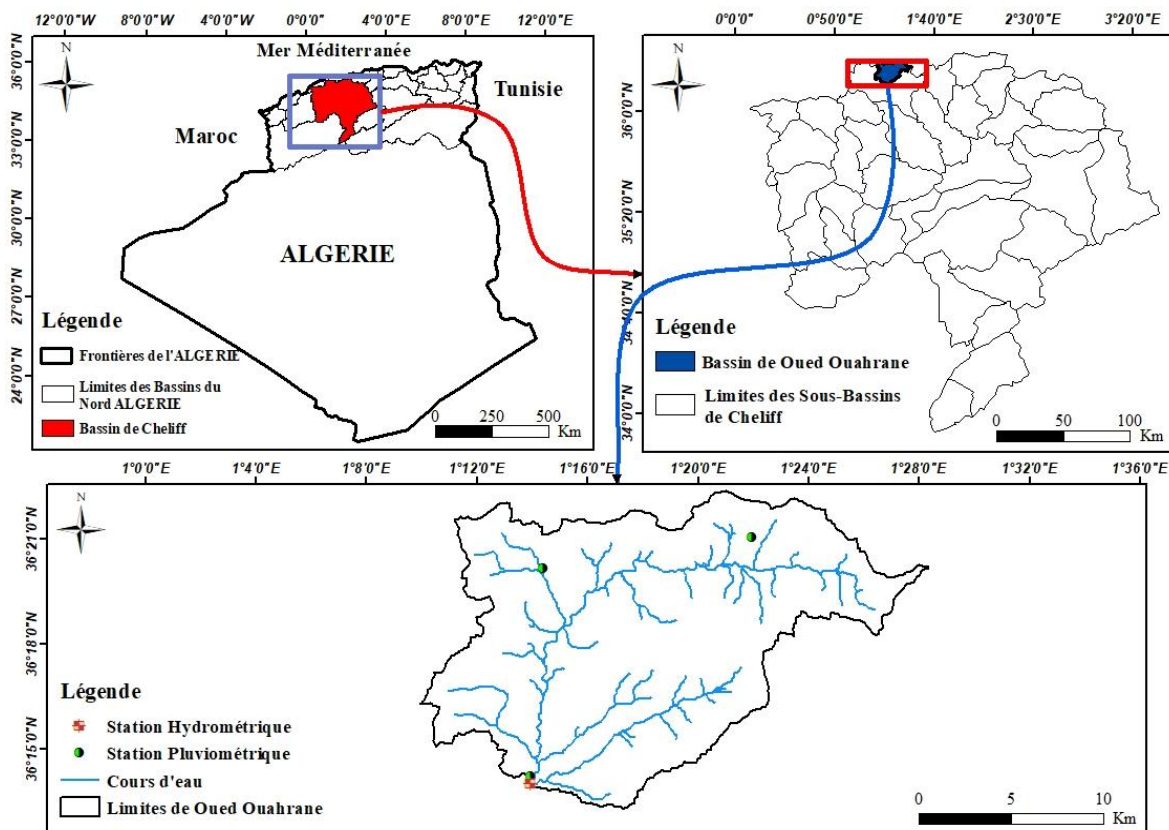 12°0'0"W 8°0'0"W 4°0'0"W 0°0'0" 4°0'0"E 8°0'0"E 12°0'0"E
N
Mer Méditerranée
Tunisie
Maroc
ALGERIE
36°0'0"N
33°0'0"N
30°0'0"N
27°0'0"N
24°0'0"N
Légende
Frontières de l'ALGERIE
Limites des Bassins du
Nord ALGERIE
Bassin de Cheliff
0 250 500
Km
0°0'0" 0°50'0"E 1°40'0"E 2°30'0"E 3°20'0"E
N
36°0'0"N
35°20'0"N
34°40'0"N
34°0'0"N
Légende
Bassin de Oued Ouahrane
Limites des Sous-Bassins
de Cheliff
0 50 100
Km
1°0'0"E 1°4'0"E 1°8'0"E 1°12'0"E 1°16'0"E 1°20'0"E 1°24'0"E 1°28'0"E 1°32'0"E 1°36'0"E
N
36°21'0"N
36°18'0"N
36°15'0"N
Légende
Station Hydrométrique
Station Pluviométrique
Cours d'eau
Limites de Oued Ouahrane
0 5 10
Km